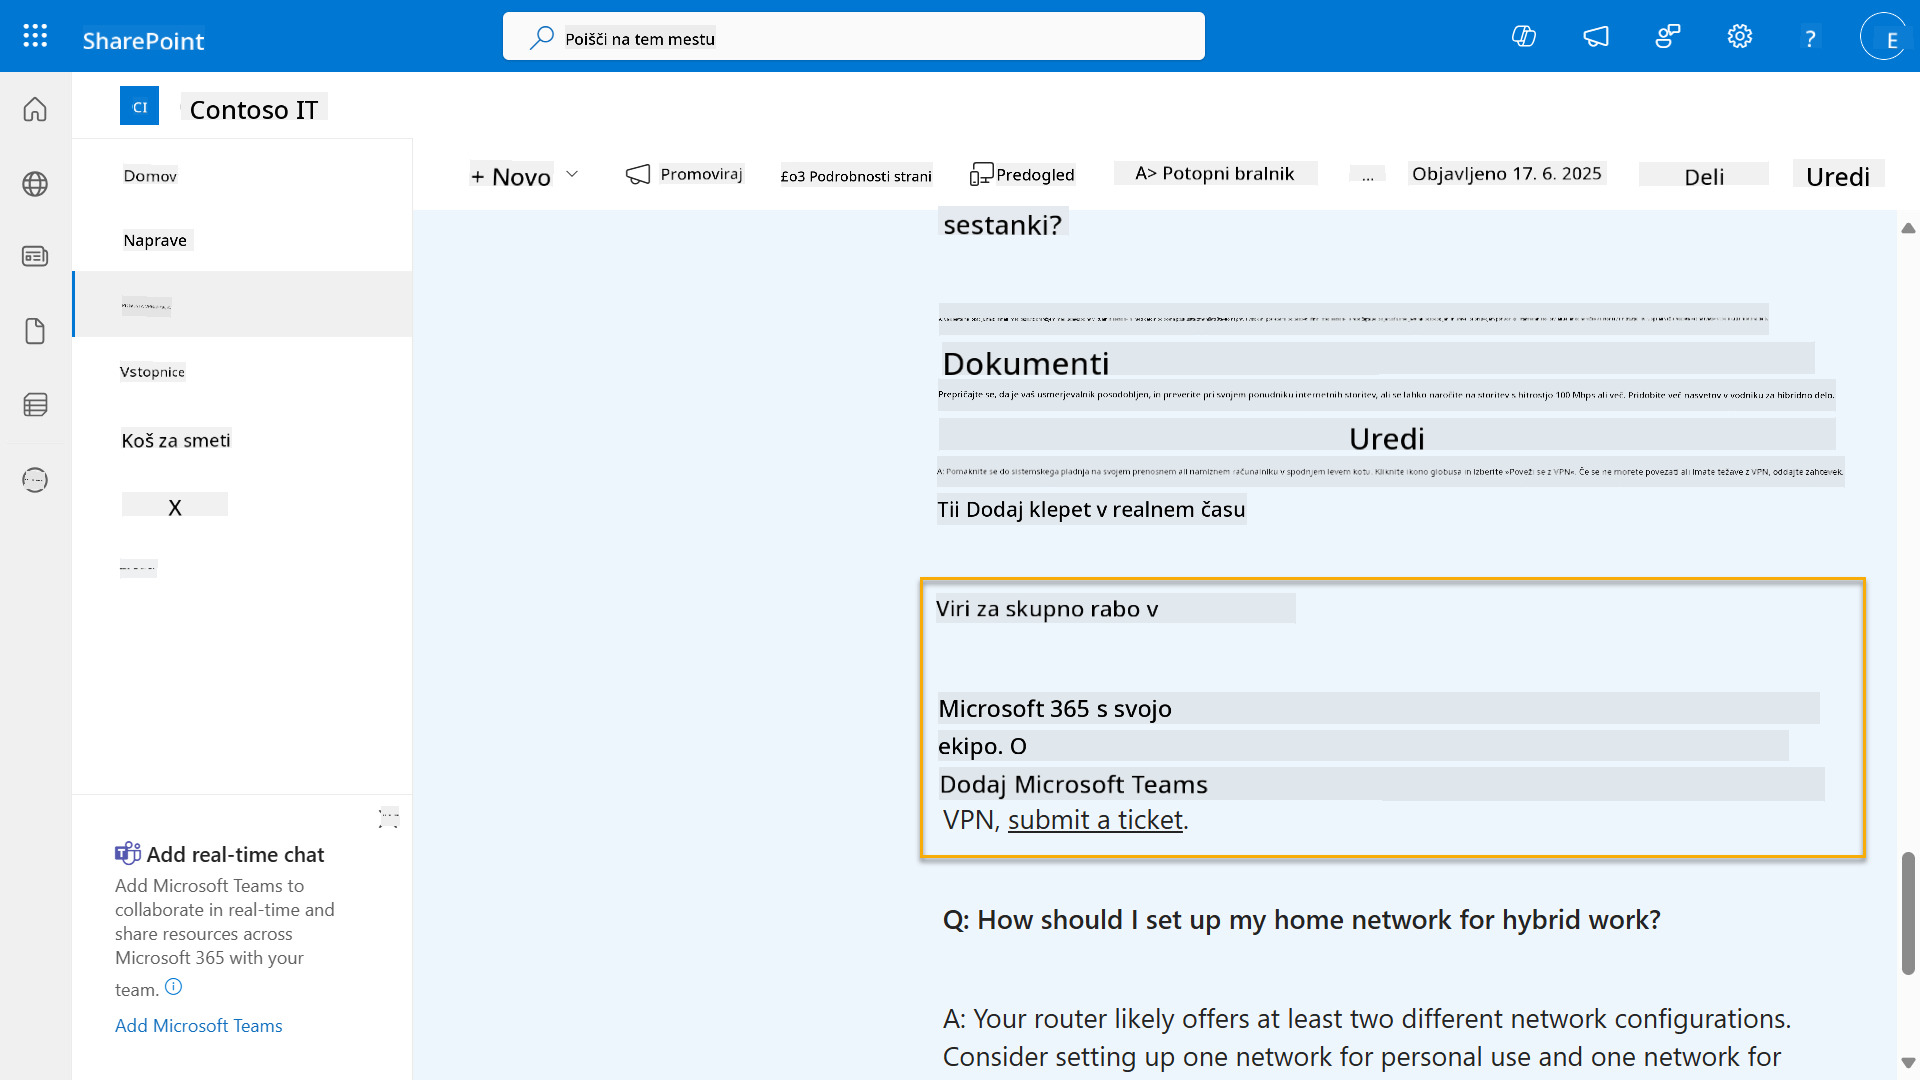 SharePoint
Poišči na tem mestu
?
E
CI
Contoso IT
Domov
Naprave
Vstopnice
Koš za smeti
X
+ Novo
Promoviraj
£o3 Podrobnosti strani
Predogled
A> Potopni bralnik
...
Objavljeno 17. 6. 2025
Deli
Uredi
sestanki?
Dokumenti
Prepričajte se, da je vaš usmerjevalnik posodobljen, in preverite pri svojem ponudniku internetnih storitev, ali se lahko naročite na storitev s hitrostjo 100 Mbps ali več. Pridobite več nasvetov v vodniku za hibridno delo.
Uredi
A: Pomaknite se do sistemskega pladnja na svojem prenosnem ali namiznem računalniku v spodnjem levem kotu. Kliknite ikono globusa in izberite »Poveži se z VPN«. Če se ne morete povezati ali imate težave z VPN, oddajte zahtevek.
Tii Dodaj klepet v realnem času
Viri za skupno rabo v
Microsoft 365 s svojo
ekipo. O
Dodaj Microsoft Teams
VPN, submit a ticket.
Q: How should I set up my home network for hybrid work?
A: Your router likely offers at least two different network configurations.
Consider setting up one network for personal use and one network for
Add real-time chat
Add Microsoft Teams to
collaborate in real-time and
share resources across
Microsoft 365 with your
team.
Add Microsoft Teams